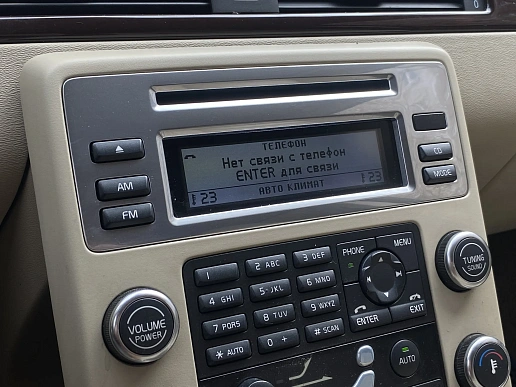 ТЕЛЕФОН
Нет связи с телефон
ENTER для связи
АВТО КЛИМАТ
23
23
AM
FM
CD
MODE
VOLUME
POWER
TUNING
SOUND
PHONE
MENU
1
2 ABC
3 DEF
4 GHI
5 JKL
6 MNO
7 PQRS
8 TUV
9 WXYZ
* AUTO
0 +
# SCAN
ENTER
EXIT
AUTO